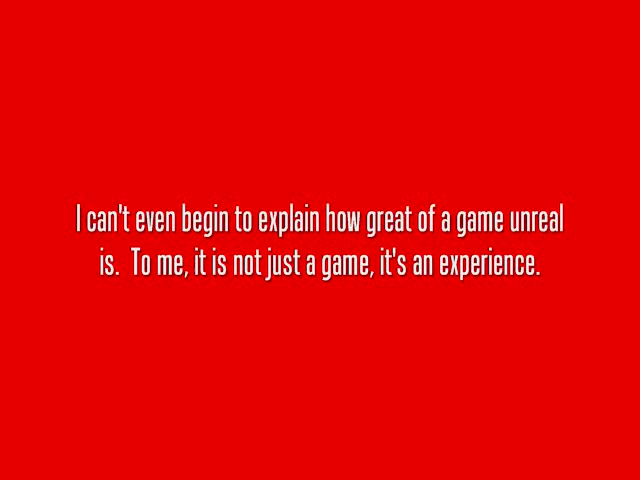 I can't even begin to explain how great of a game unreal
is.  To me, it is not just a game, it's an experience.